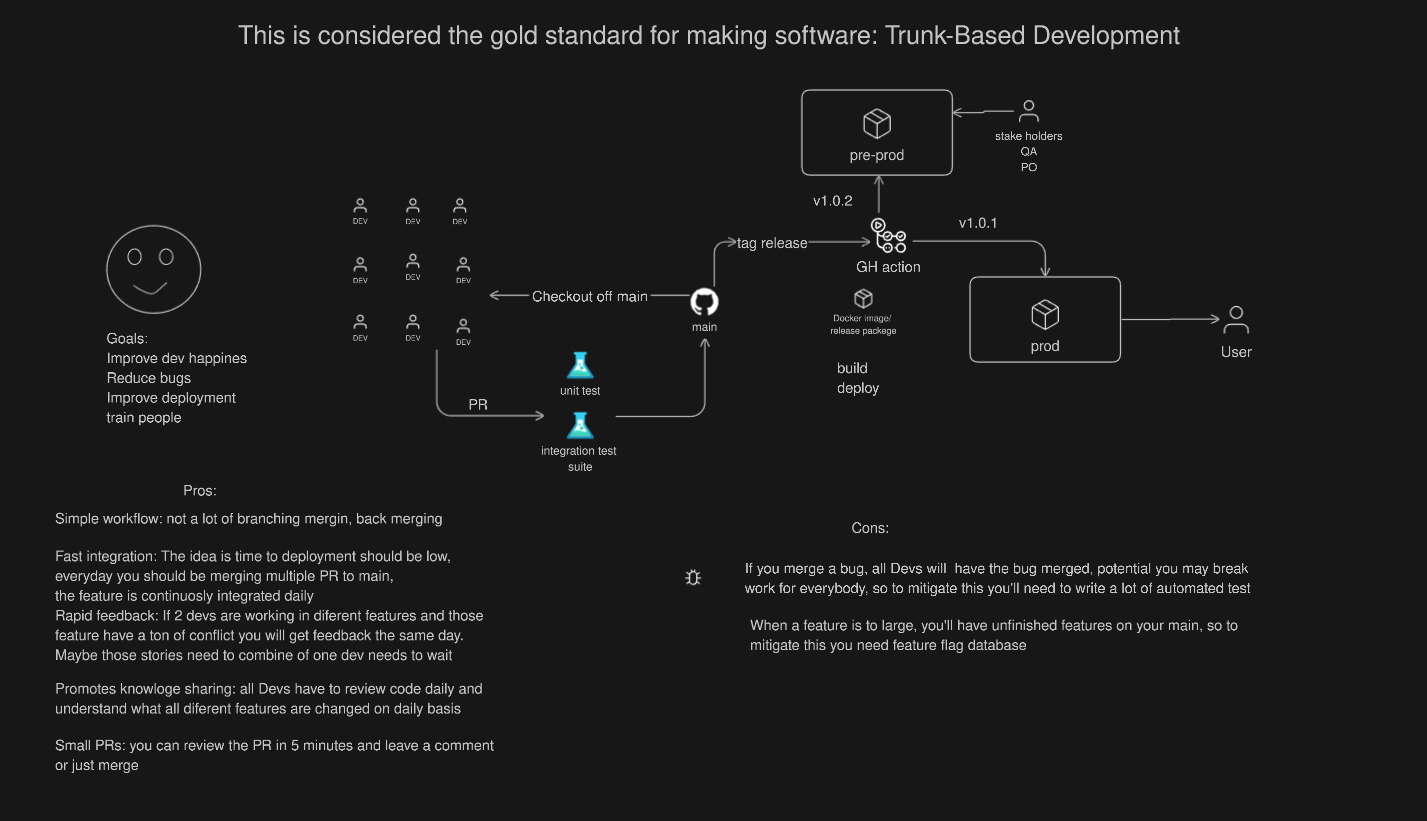 This is considered the gold standard for making software: Trunk-Based Development
pre-prod
stake holders
QA
PO
v1.0.2
v1.0.1
tag release
GH action
Docker image/
release packege
build
deploy
prod
User
DEV
DEV
DEV
DEV
DEV
DEV
DEV
DEV
DEV
Checkout off main
main
PR
unit test
integration test
suite
Goals:
Improve dev happines
Reduce bugs
Improve deployment
train people
Pros:
Simple workflow: not a lot of branching mergin, back merging
Fast integration: The idea is time to deployment should be low,
everyday you should be merging multiple PR to main,
the feature is continuosly integrated daily
Rapid feedback: If 2 devs are working in diferent features and those
feature have a ton of conflict you will get feedback the same day.
Maybe those stories need to combine of one dev needs to wait
Promotes knowloge sharing: all Devs have to review code daily and
understand what all diferent features are changed on daily basis
Small PRs: you can review the PR in 5 minutes and leave a comment
or just merge
Cons:
If you merge a bug, all Devs will have the bug merged, potential you may break
work for everybody, so to mitigate this you'll need to write a lot of automated test
When a feature is to large, you'll have unfinished features on your main, so to
mitigate this you need feature flag database